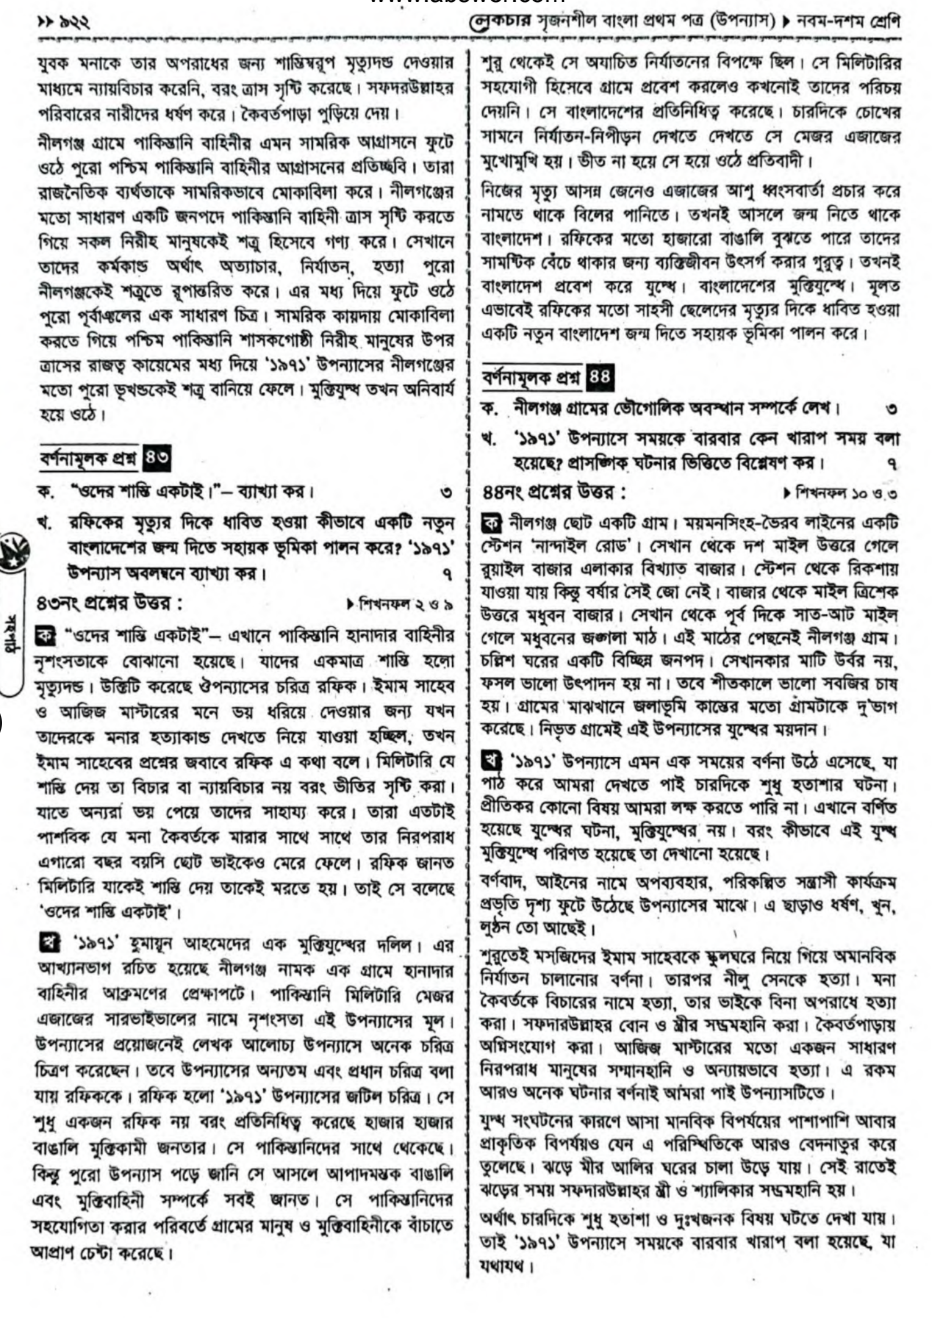 >> ৯২২
লেকচার সৃজনশীল বাংলা প্রথম পত্র (উপন্যাস) ▶ নবম-দশম শ্রেণি
যুবক মনাকে তার অপরাধের জন্য শাস্তিস্বরূপ মৃত্যুদন্ড দেওয়ার
মাধ্যমে ন্যায়বিচার করেনি, বরং ত্রাস সৃষ্টি করেছে। সফদরউল্লাহর
পরিবারের নারীদের ধর্ষণ করে। কৈবর্তপাড়া পুড়িয়ে দেয়।
নীলগঞ্জ গ্রামে পাকিস্তানি বাহিনীর এমন সামরিক আগ্রাসনে ফুটে
ওঠে পুরো পশ্চিম পাকিস্তানি বাহিনীর আগ্রাসনের প্রতিচ্ছবি। তারা
রাজনৈতিক ব্যর্থতাকে সামরিকভাবে মোকাবিলা করে। নীলগঞ্জের
মতো সাধারণ একটি জনপদে পাকিস্তানি বাহিনী ত্রাস সৃষ্টি করতে
গিয়ে সকল নিরীহ মানুষকেই শত্রু হিসেবে গণ্য করে। সেখানে
তাদের কর্মকান্ড অর্থাৎ অত্যাচার, নির্যাতন, হত্যা পুরো
নীলগঞ্জকেই শত্রুতে রূপান্তরিত করে। এর মধ্য দিয়ে ফুটে ওঠে
পুরো পূর্বাঞ্চলের এক সাধারণ চিত্র। সামরিক কায়দায় মোকাবিলা
করতে গিয়ে পশ্চিম পাকিস্তানি শাসকগোষ্ঠী নিরীহ মানুষের উপর
ত্রাসের রাজত্ব কায়েমের মধ্য দিয়ে ‘১৯৭১’ উপন্যাসের নীলগঞ্জের
মতো পুরো ভূখন্ডকেই শত্রু বানিয়ে ফেলে। মুক্তিযুদ্ধ তখন অনিবার্য
হয়ে ওঠে।
বর্ণনামূলক প্রশ্ন ৪৩
ক. “ওদের শাস্তি একটাই।”– ব্যাখ্যা কর। ৩
খ. রফিকের মৃত্যুর দিকে ধাবিত হওয়া কীভাবে একটি নতুন
বাংলাদেশের জন্ম দিতে সহায়ক ভূমিকা পালন করে? ‘১৯৭১’
উপন্যাস অবলম্বনে ব্যাখ্যা কর। ৭
৪৩নং প্রশ্নের উত্তর : ▶ শিখনফল ২ ও ৯
ক “ওদের শাস্তি একটাই”– এখানে পাকিস্তানি হানাদার বাহিনীর
নৃশংসতাকে বোঝানো হয়েছে। যাদের একমাত্র শাস্তি হলো
মৃত্যুদন্ড। উক্তিটি করেছে ঔপন্যাসের চরিত্র রফিক। ইমাম সাহেব
ও আজিজ মাস্টারের মনে ভয় ধরিয়ে দেওয়ার জন্য যখন
তাদেরকে মনার হত্যাকান্ড দেখতে নিয়ে যাওয়া হচ্ছিল, তখন
ইমাম সাহেবের প্রশ্নের জবাবে রফিক এ কথা বলে। মিলিটারি যে
শাস্তি দেয় তা বিচার বা ন্যায়বিচার নয় বরং ভীতির সৃষ্টি করা।
যাতে অন্যরা ভয় পেয়ে তাদের সাহায্য করে। তারা এতটাই
পাশবিক যে মনা কৈবর্তকে মারার সাথে সাথে তার নিরপরাধ
এগারো বছর বয়সি ছোট ভাইকেও মেরে ফেলে। রফিক জানত
মিলিটারি যাকেই শাস্তি দেয় তাকেই মরতে হয়। তাই সে বলেছে
‘ওদের শাস্তি একটাই’।
খ ‘১৯৭১’ হুমায়ূন আহমেদের এক মুক্তিযুদ্ধের দলিল। এর
আখ্যানভাগ রচিত হয়েছে নীলগঞ্জ নামক এক গ্রামে হানাদার
বাহিনীর আক্রমণের প্রেক্ষাপটে। পাকিস্তানি মিলিটারি মেজর
এজাজের সারভাইভালের নামে নৃশংসতা এই উপন্যাসের মূল।
উপন্যাসের প্রয়োজনেই লেখক আলোচ্য উপন্যাসে অনেক চরিত্র
চিত্রণ করেছেন। তবে উপন্যাসের অন্যতম এবং প্রধান চরিত্র বলা
যায় রফিককে। রফিক হলো ‘১৯৭১’ উপন্যাসের জটিল চরিত্র। সে
শুধু একজন রফিক নয় বরং প্রতিনিধিত্ব করেছে হাজার হাজার
বাঙালি মুক্তিকামী জনতার। সে পাকিস্তানিদের সাথে থেকেছে।
কিন্তু পুরো উপন্যাস পড়ে জানি সে আসলে আপাদমস্তক বাঙালি
এবং মুক্তিবাহিনী সম্পর্কে সবই জানত। সে পাকিস্তানিদের
সহযোগিতা করার পরিবর্তে গ্রামের মানুষ ও মুক্তিবাহিনীকে বাঁচাতে
আপ্রাণ চেষ্টা করেছে।
সহপাঠ
শুরু থেকেই সে অযাচিত নির্যাতনের বিপক্ষে ছিল। সে মিলিটারির
সহযোগী হিসেবে গ্রামে প্রবেশ করলেও কখনোই তাদের পরিচয়
দেয়নি। সে বাংলাদেশের প্রতিনিধিত্ব করেছে। চারদিকে চোখের
সামনে নির্যাতন-নিপীড়ন দেখতে দেখতে সে মেজর এজাজের
মুখোমুখি হয়। ভীত না হয়ে সে হয়ে ওঠে প্রতিবাদী।
নিজের মৃত্যু আসন্ন জেনেও এজাজের আশু ধ্বংসবার্তা প্রচার করে
নামতে থাকে বিলের পানিতে। তখনই আসলে জন্ম নিতে থাকে
বাংলাদেশ। রফিকের মতো হাজারো বাঙালি বুঝতে পারে তাদের
সামষ্টিক বেঁচে থাকার জন্য ব্যক্তিজীবন উৎসর্গ করার গুরুত্ব। তখনই
বাংলাদেশ প্রবেশ করে যুদ্ধে। বাংলাদেশের মুক্তিযুদ্ধে। মূলত
এভাবেই রফিকের মতো সাহসী ছেলেদের মৃত্যুর দিকে ধাবিত হওয়া
একটি নতুন বাংলাদেশ জন্ম দিতে সহায়ক ভূমিকা পালন করে।
বর্ণনামূলক প্রশ্ন ৪৪
ক. নীলগঞ্জ গ্রামের ভৌগোলিক অবস্থান সম্পর্কে লেখ। ৩
খ. ‘১৯৭১’ উপন্যাসে সময়কে বারবার কেন খারাপ সময় বলা
হয়েছে? প্রাসঙ্গিক ঘটনার ভিত্তিতে বিশ্লেষণ কর। ৭
৪৪নং প্রশ্নের উত্তর : ▶ শিখনফল ১০ ও ৩
ক নীলগঞ্জ ছোট একটি গ্রাম। ময়মনসিংহ-ভৈরব লাইনের একটি
স্টেশন ‘নান্দাইল রোড’। সেখান থেকে দশ মাইল উত্তরে গেলে
রুয়াইল বাজার এলাকার বিখ্যাত বাজার। স্টেশন থেকে রিকশায়
যাওয়া যায় কিন্তু বর্ষার সেই জো নেই। বাজার থেকে মাইল ত্রিশেক
উত্তরে মধুবন বাজার। সেখান থেকে পূর্ব দিকে সাত-আট মাইল
গেলে মধুবনের জঙ্গলা মাঠ। এই মাঠের পেছনেই নীলগঞ্জ গ্রাম।
চল্লিশ ঘরের একটি বিচ্ছিন্ন জনপদ। সেখানকার মাটি উর্বর নয়,
ফসল ভালো উৎপাদন হয় না। তবে শীতকালে ভালো সবজির চাষ
হয়। গ্রামের মাঝখানে জলাভূমি কাস্তের মতো গ্রামটাকে দু'ভাগ
করেছে। নিভৃত গ্রামেই এই উপন্যাসের যুদ্ধের ময়দান।
খ ‘১৯৭১’ উপন্যাসে এমন এক সময়ের বর্ণনা উঠে এসেছে, যা
পাঠ করে আমরা দেখতে পাই চারদিকে শুধু হতাশার ঘটনা।
প্রীতিকর কোনো বিষয় আমরা লক্ষ করতে পারি না। এখানে বর্ণিত
হয়েছে যুদ্ধের ঘটনা, মুক্তিযুদ্ধের নয়। বরং কীভাবে এই যুদ্ধ
মুক্তিযুদ্ধে পরিণত হয়েছে তা দেখানো হয়েছে।
বর্ণবাদ, আইনের নামে অপব্যবহার, পরিকল্পিত সন্ত্রাসী কার্যক্রম
প্রভৃতি দৃশ্য ফুটে উঠেছে উপন্যাসের মাঝে। এ ছাড়াও ধর্ষণ, খুন,
লুণ্ঠন তো আছেই।
শুরুতেই মসজিদের ইমাম সাহেবকে স্কুলঘরে নিয়ে গিয়ে অমানবিক
নির্যাতন চালানোর বর্ণনা। তারপর নীলু সেনকে হত্যা। মনা
কৈবর্তকে বিচারের নামে হত্যা, তার ভাইকে বিনা অপরাধে হত্যা
করা। সফদারউল্লাহর বোন ও স্ত্রীর সম্ভ্রমহানি করা। কৈবর্তপাড়ায়
অগ্নিসংযোগ করা। আজিজ মাস্টারের মতো একজন সাধারণ
নিরপরাধ মানুষের সম্মানহানি ও অন্যায়ভাবে হত্যা। এ রকম
আরও অনেক ঘটনার বর্ণনাই আমরা পাই উপন্যাসটিতে।
যুদ্ধ সংঘটনের কারণে আসা মানবিক বিপর্যয়ের পাশাপাশি আবার
প্রাকৃতিক বিপর্যয়ও যেন এ পরিস্থিতিকে আরও বেদনাতুর করে
তুলেছে। ঝড়ে মীর আলির ঘরের চালা উড়ে যায়। সেই রাতেই
ঝড়ের সময় সফদারউল্লাহর স্ত্রী ও শ্যালিকার সম্ভ্রমহানি হয়।
অর্থাৎ চারদিকে শুধু হতাশা ও দুঃখজনক বিষয় ঘটতে দেখা যায়।
তাই ‘১৯৭১’ উপন্যাসে সময়কে বারবার খারাপ বলা হয়েছে, যা
যথাযথ।